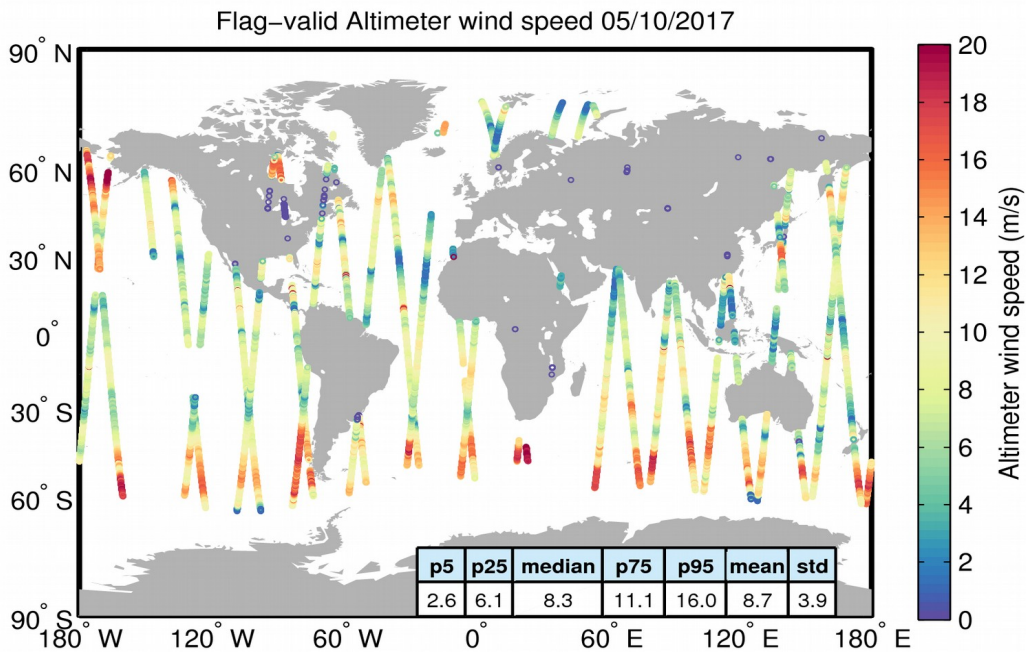 Flag−valid Altimeter wind speed 05/10/2017
90° N
60° N
30° N
0°
30° S
60° S
90° S
180° W
120° W
60° W
0°
60° E
120° E
180° E
20
18
16
14
12
10
8
6
4
2
0
Altimeter wind speed (m/s)
p5 p25 median p75 p95 mean std
2.6 6.1 8.3 11.1 16.0 8.7 3.9